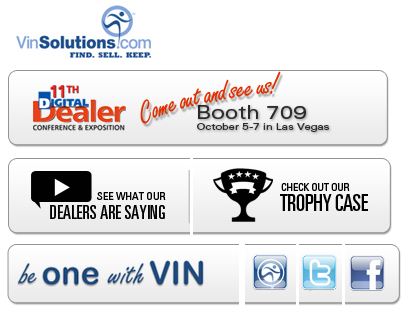 VinSolutions.com
FIND. SELL. KEEP.
11TH
DIGITAL
Dealer
CONFERENCE & EXPOSITION
Come out and see us!
Booth 709
October 5-7 in Las Vegas
SEE WHAT OUR
DEALERS ARE SAYING
CHECK OUT OUR
TROPHY CASE
be one with VIN